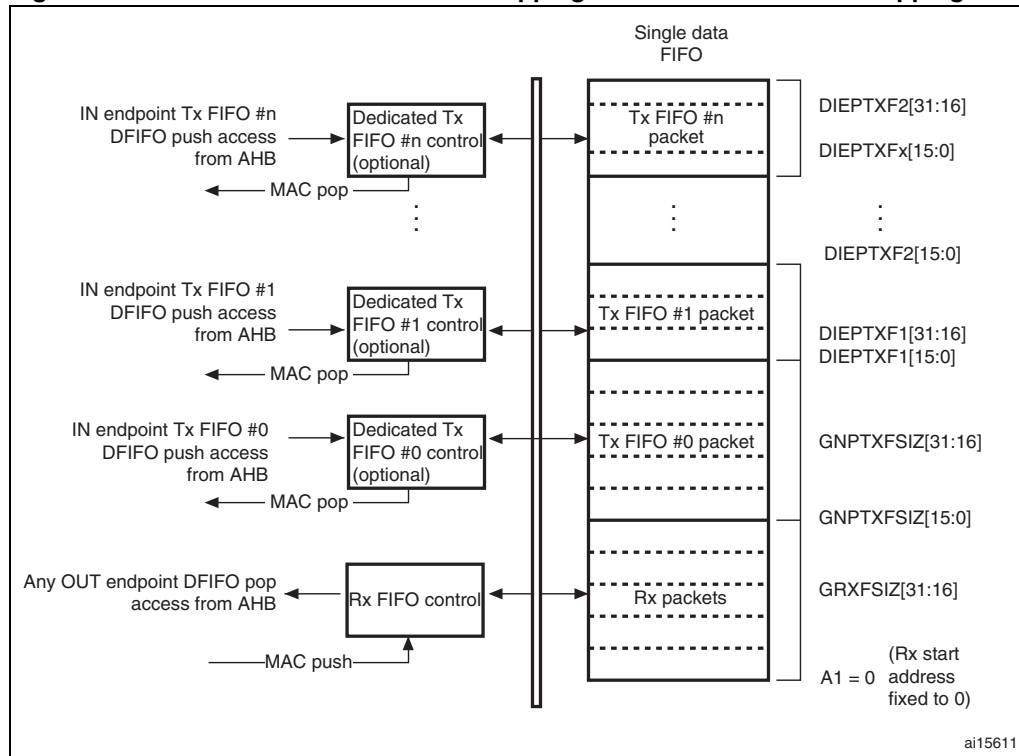 Single data
FIFO
IN endpoint Tx FIFO #n
DFIFO push access
from AHB
Dedicated Tx
FIFO #n control
(optional)
MAC pop
Tx FIFO #n
packet
DIEPTXF2[31:16]
DIEPTXFx[15:0]
DIEPTXF2[15:0]
IN endpoint Tx FIFO #1
DFIFO push access
from AHB
Dedicated Tx
FIFO #1 control
(optional)
MAC pop
Tx FIFO #1 packet
DIEPTXF1[31:16]
DIEPTXF1[15:0]
IN endpoint Tx FIFO #0
DFIFO push access
from AHB
Dedicated Tx
FIFO #0 control
(optional)
MAC pop
Tx FIFO #0 packet
GNPTXFSIZ[31:16]
GNPTXFSIZ[15:0]
Any OUT endpoint DFIFO pop
access from AHB
Rx FIFO control
MAC push
Rx packets
GRXFSIZ[31:16]
A1 = 0 (Rx start
address
fixed to 0)
ai15611